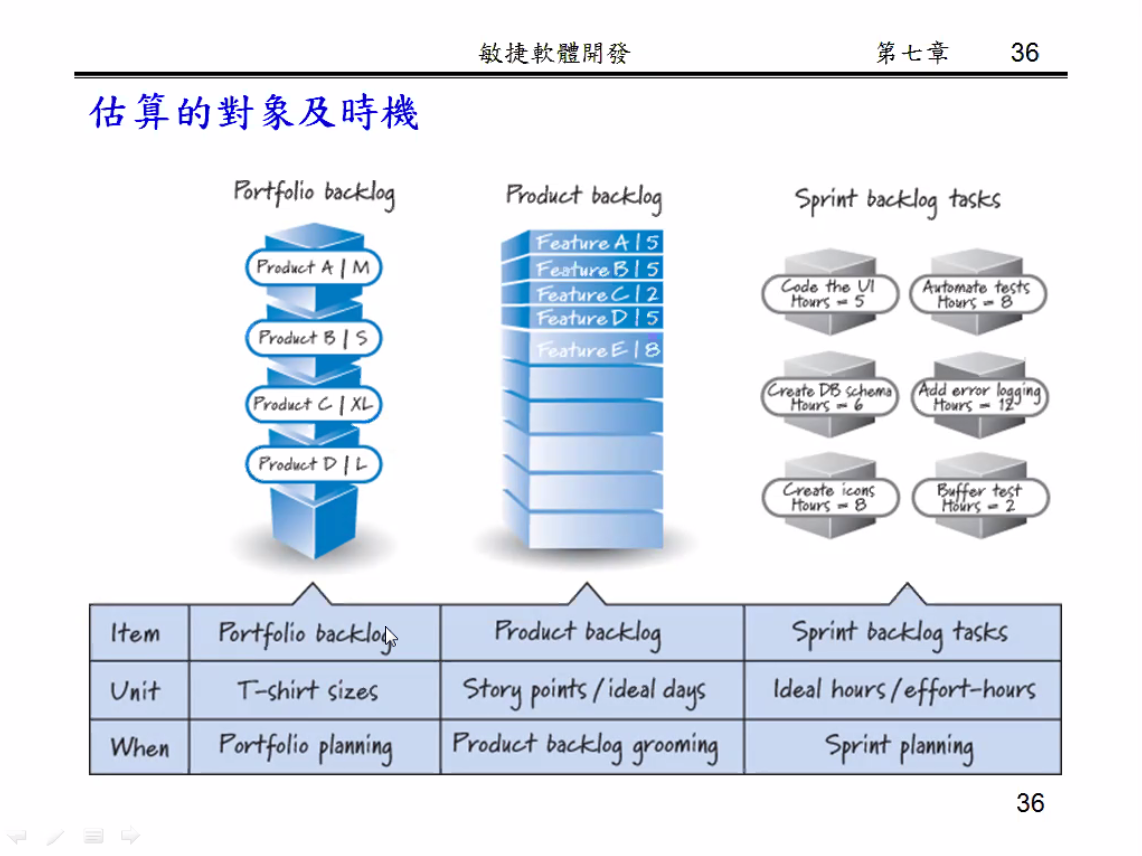 敏捷軟體開發 第七章 36
估算的對象及時機
Portfolio backlog
Product A | M
Product B | S
Product C | XL
Product D | L
Product backlog
Feature A | 5
Feature B | 5
Feature C | 2
Feature D | 5
Feature E | 8
Sprint backlog tasks
Code the UI
Hours = 5
Automate tests
Hours = 8
Create DB schema
Hours = 6
Add error logging
Hours = 12
Create icons
Hours = 8
Buffer test
Hours = 2
Item Portfolio backlog Product backlog Sprint backlog tasks
Unit T-shirt sizes Story points / ideal days Ideal hours / effort-hours
When Portfolio planning Product backlog grooming Sprint planning
36